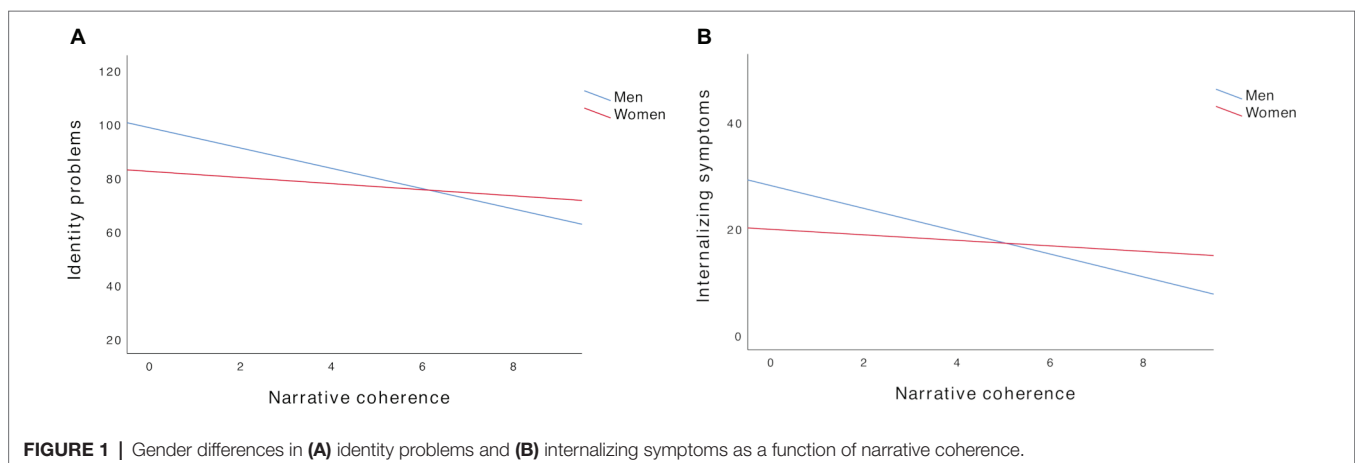 A
120
100
80
60
40
20
Identity problems
0 2 4 6 8
Narrative coherence
Men
Women
B
40
20
0
Internalizing symptoms
0 2 4 6 8
Narrative coherence
Men
Women
FIGURE 1 | Gender differences in (A) identity problems and (B) internalizing symptoms as a function of narrative coherence.